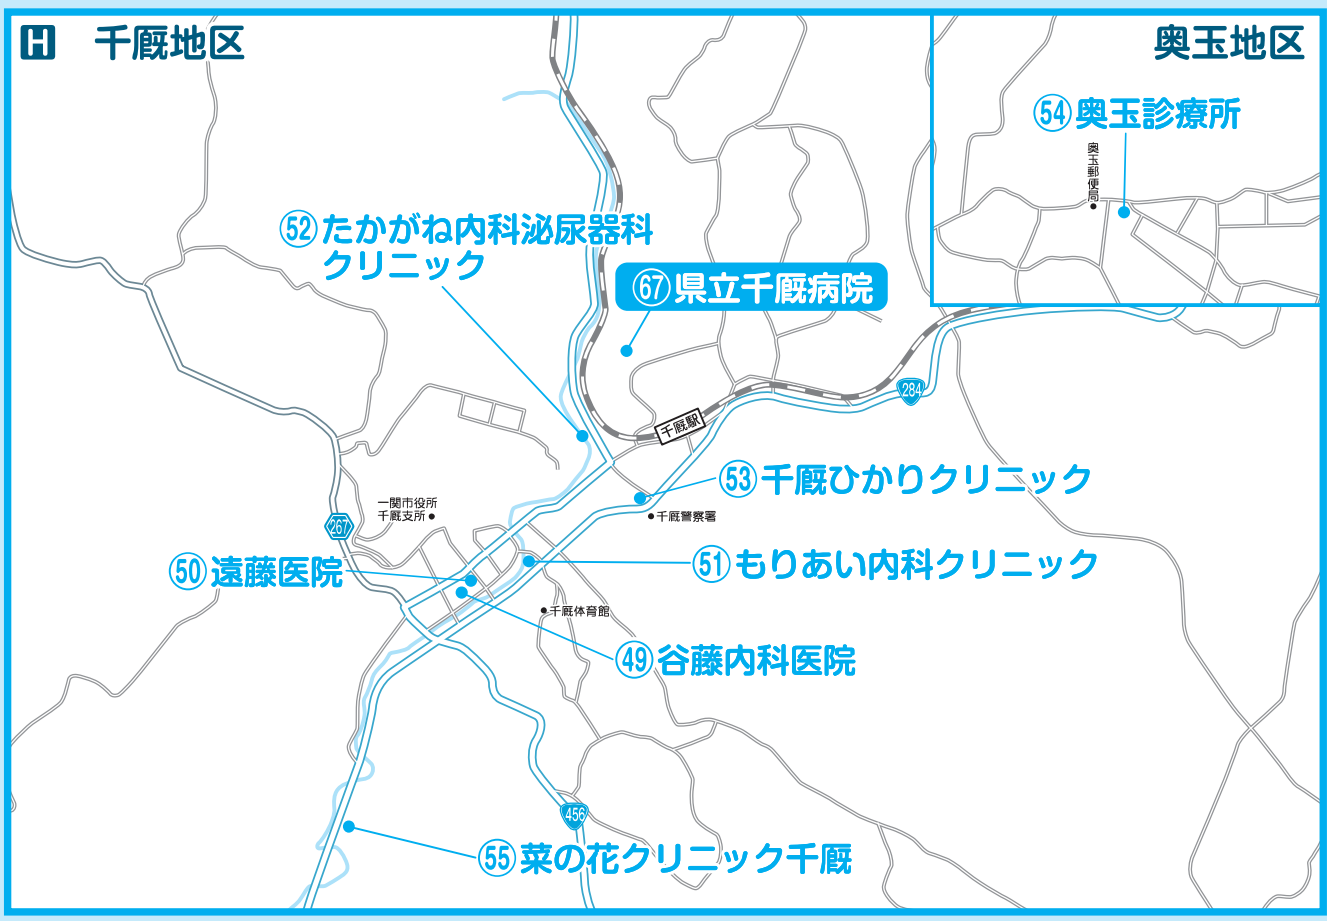 H 千厩地区
奥玉地区
54 奥玉診療所
奥玉郵便局
52 たかがね内科泌尿器科
クリニック
67 県立千厩病院
284
千厩駅
53 千厩ひかりクリニック
一関市役所
千厩支所
千厩警察署
267
51 もりあい内科クリニック
50 遠藤医院
千厩体育館
49 谷藤内科医院
456
55 菜の花クリニック千厩